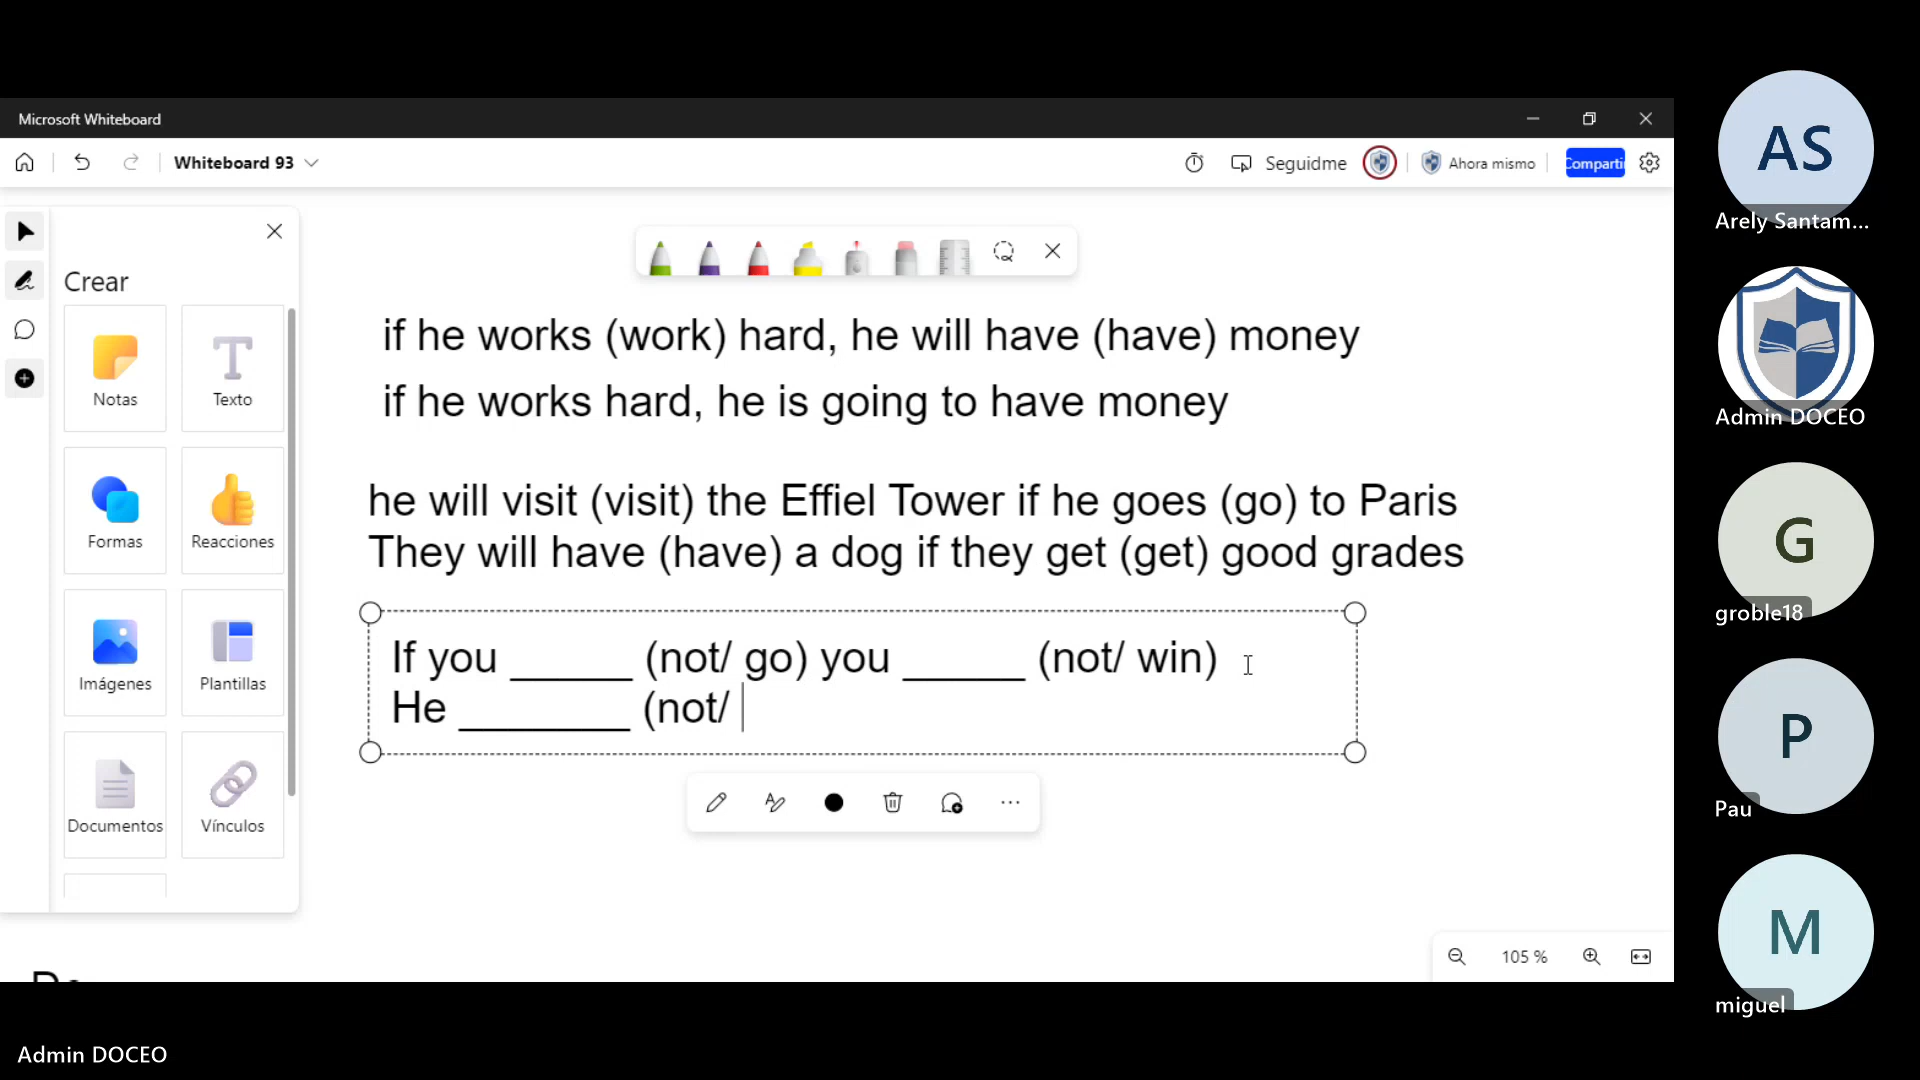 Microsoft Whiteboard
Whiteboard 93
Seguidme
Ahora mismo
Comparti
Crear
Notas
Texto
Formas
Reacciones
Imágenes
Plantillas
Documentos
Vínculos
if he works (work) hard, he will have (have) money
if he works hard, he is going to have money
he will visit (visit) the Effiel Tower if he goes (go) to Paris
They will have (have) a dog if they get (get) good grades
If you _____ (not/ go) you _____ (not/ win)
He _______ (not/
105 %
AS
Arely Santam...
Admin DOCEO
G
groble18
P
Pau
M
miguel
Admin DOCEO